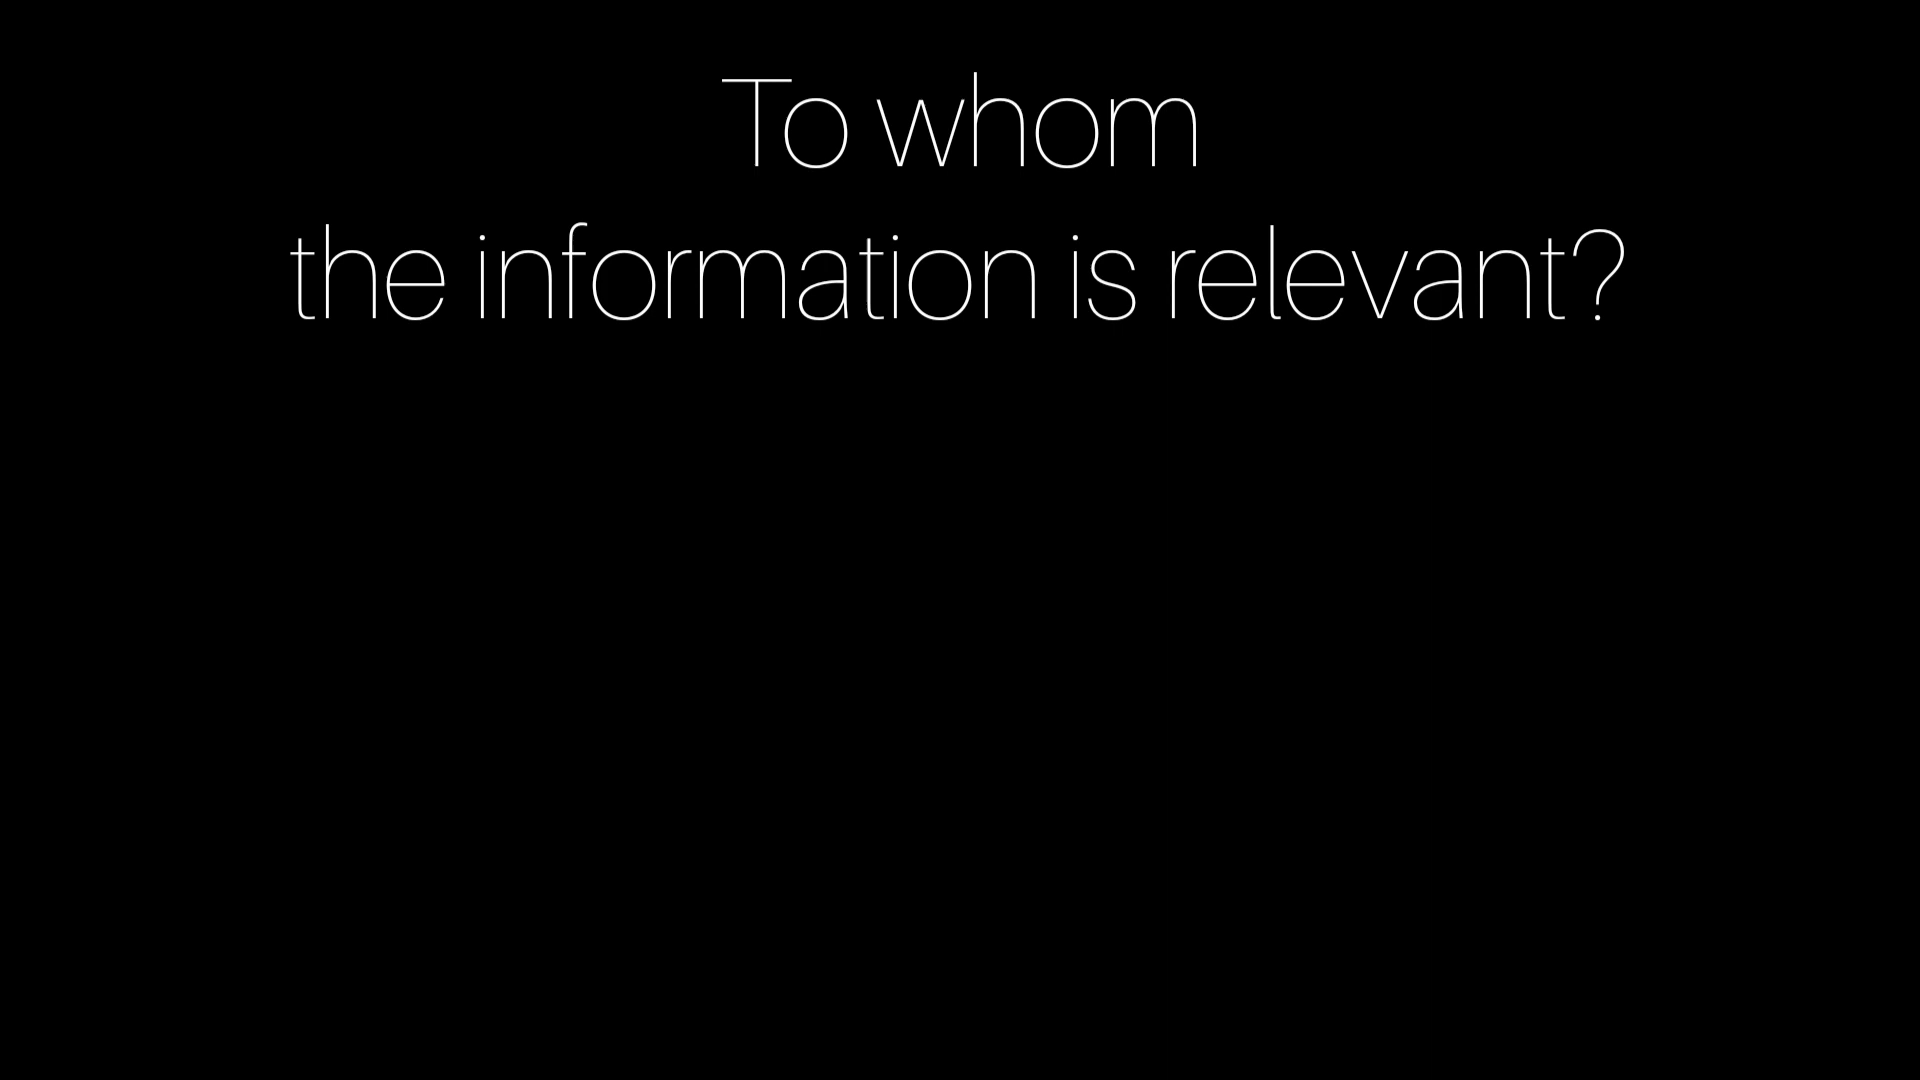 To whom
the information is relevant?